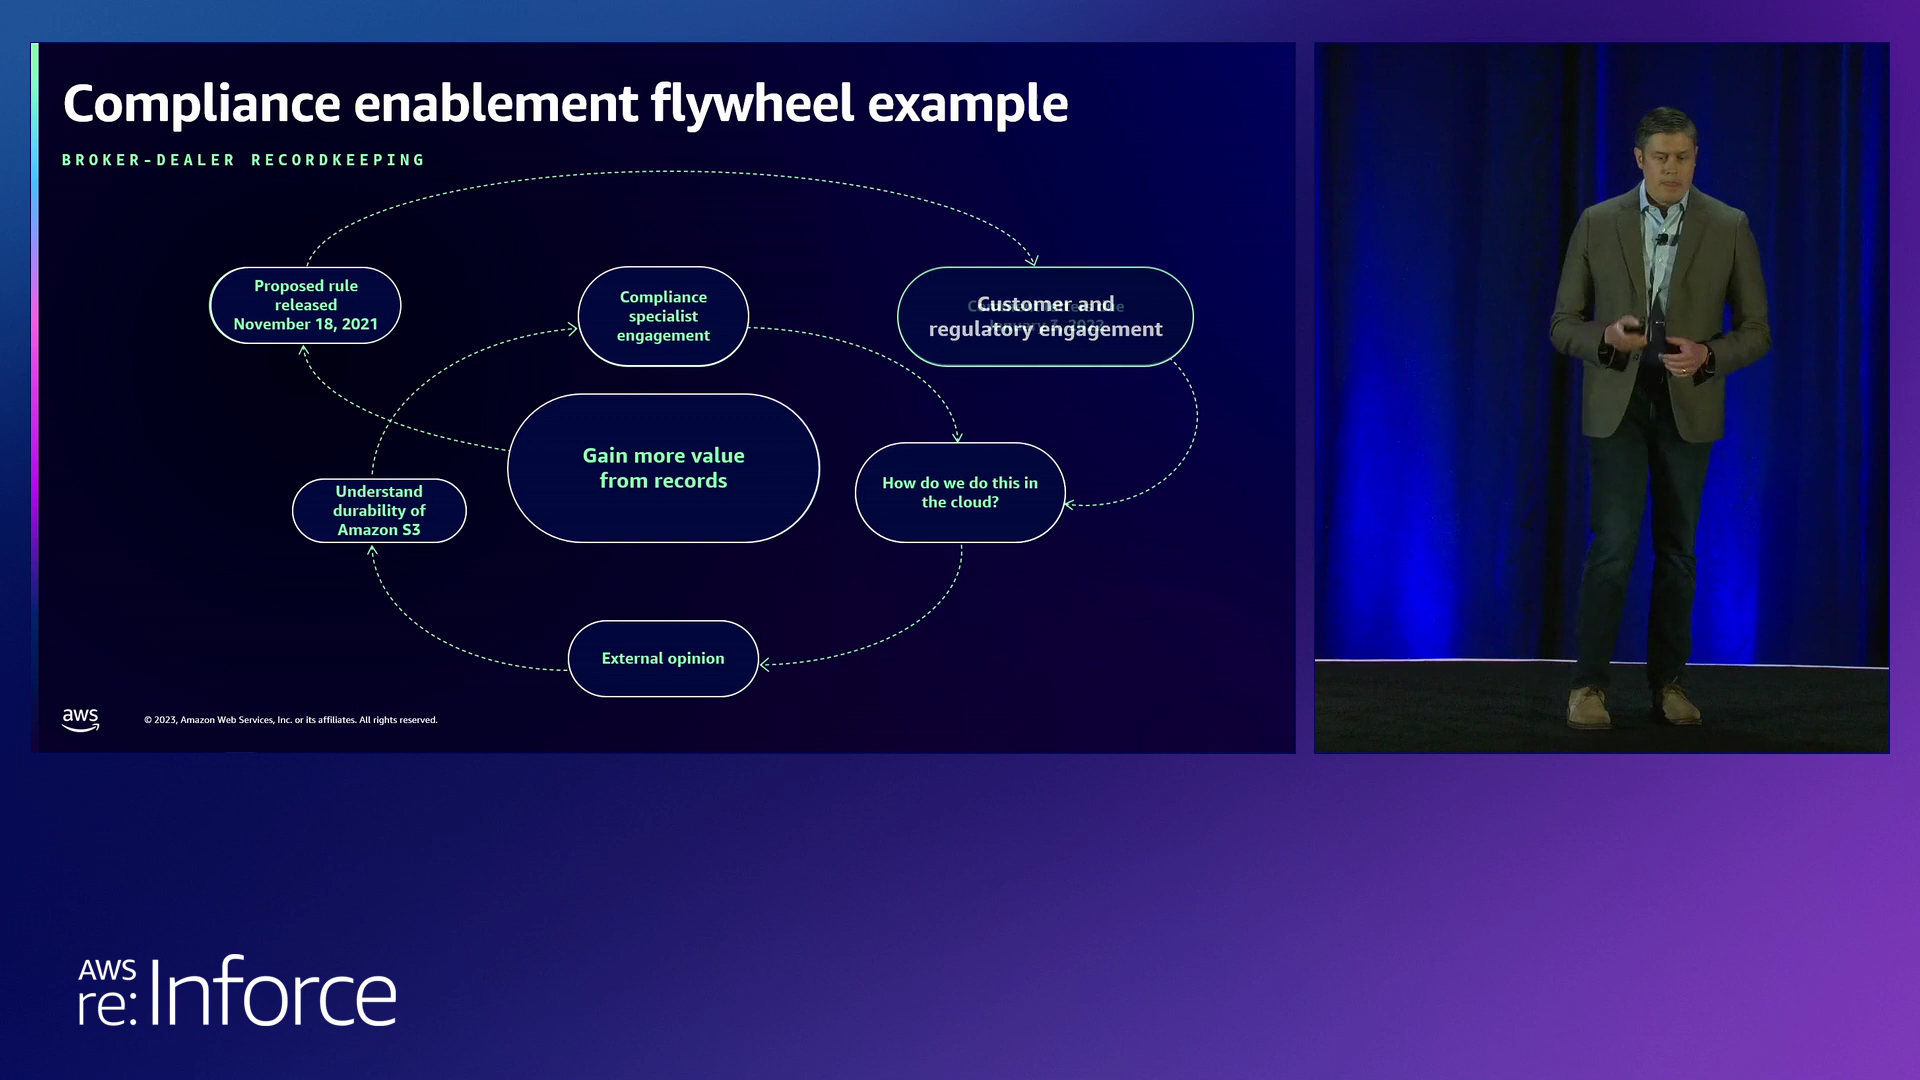 Compliance enablement flywheel example
BROKER-DEALER RECORDKEEPING
Proposed rule
released
November 18, 2021
Compliance
specialist
engagement
Customer and
regulatory engagement
Gain more value
from records
How do we do this in
the cloud?
Understand
durability of
Amazon S3
External opinion
aws
© 2023, Amazon Web Services, Inc. or its affiliates. All rights reserved.
AWS
re:Inforce